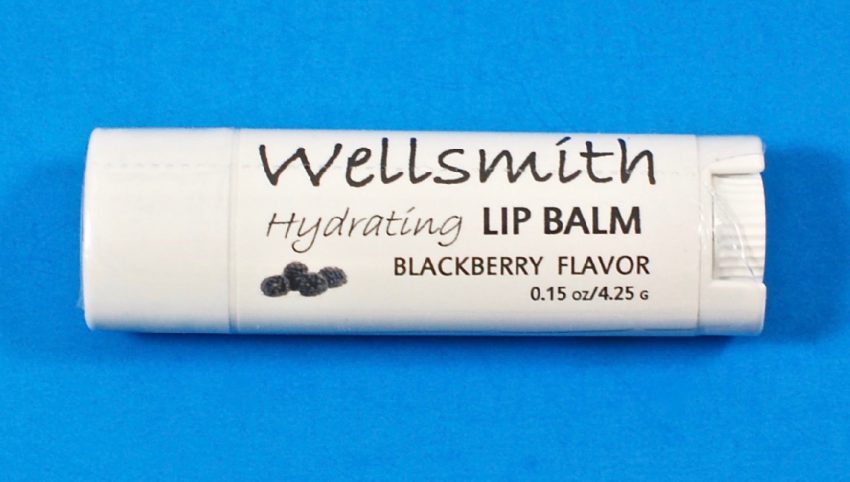 Wellsmith
Hydrating LIP BALM
BLACKBERRY FLAVOR
0.15 oz/4.25 G